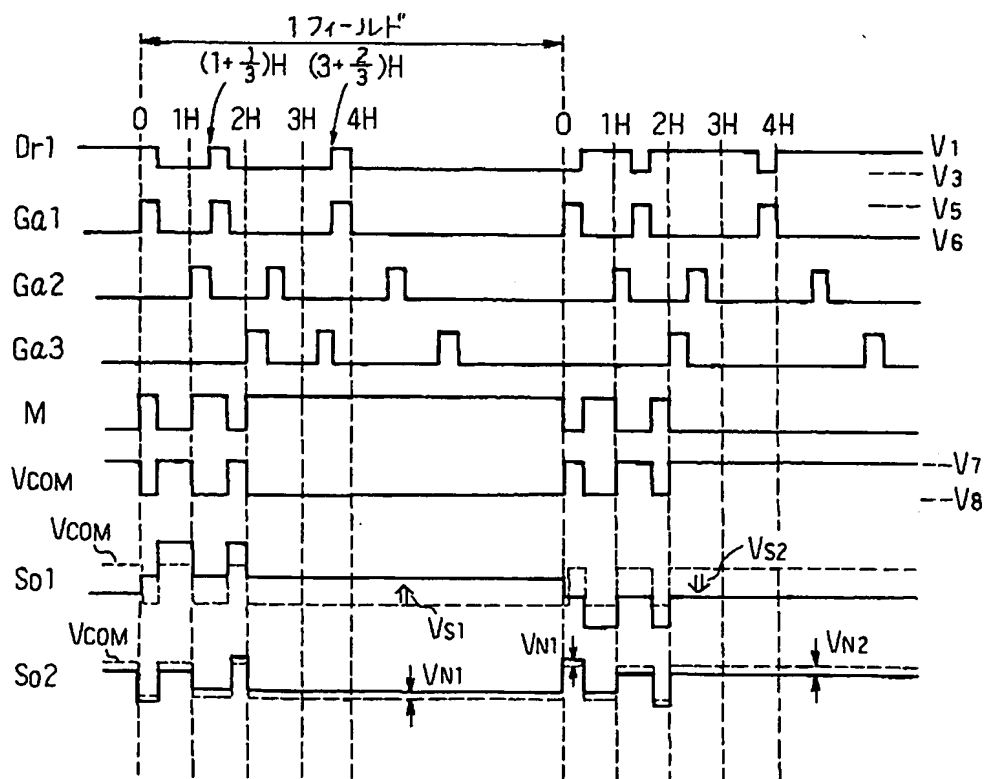 1フィールド
(1+1/3)H (3+2/3)H
0 1H 2H 3H 4H 0 1H 2H 3H 4H
Dr1 V1
V3
Ga1 V5
V6
Ga2
Ga3
M
VCOM V7
V8
VCOM VS2
So1
VS1
VCOM VN1 VN2
So2 VN1